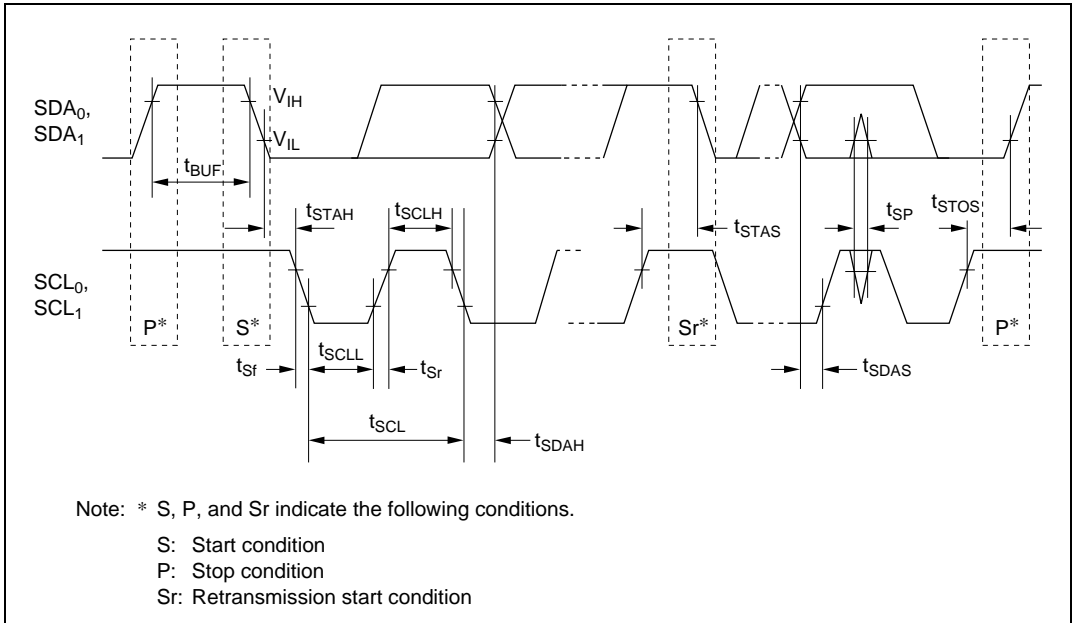 SDA0,
SDA1
VIH
VIL
tBUF
tSTAH
tSCLH
tSTAS
tSP
tSTOS
SCL0,
SCL1
P*
S*
Sr*
P*
tSf
tSCLL
tSr
tSDAS
tSCL
tSDAH
Note: * S, P, and Sr indicate the following conditions.
S: Start condition
P: Stop condition
Sr: Retransmission start condition